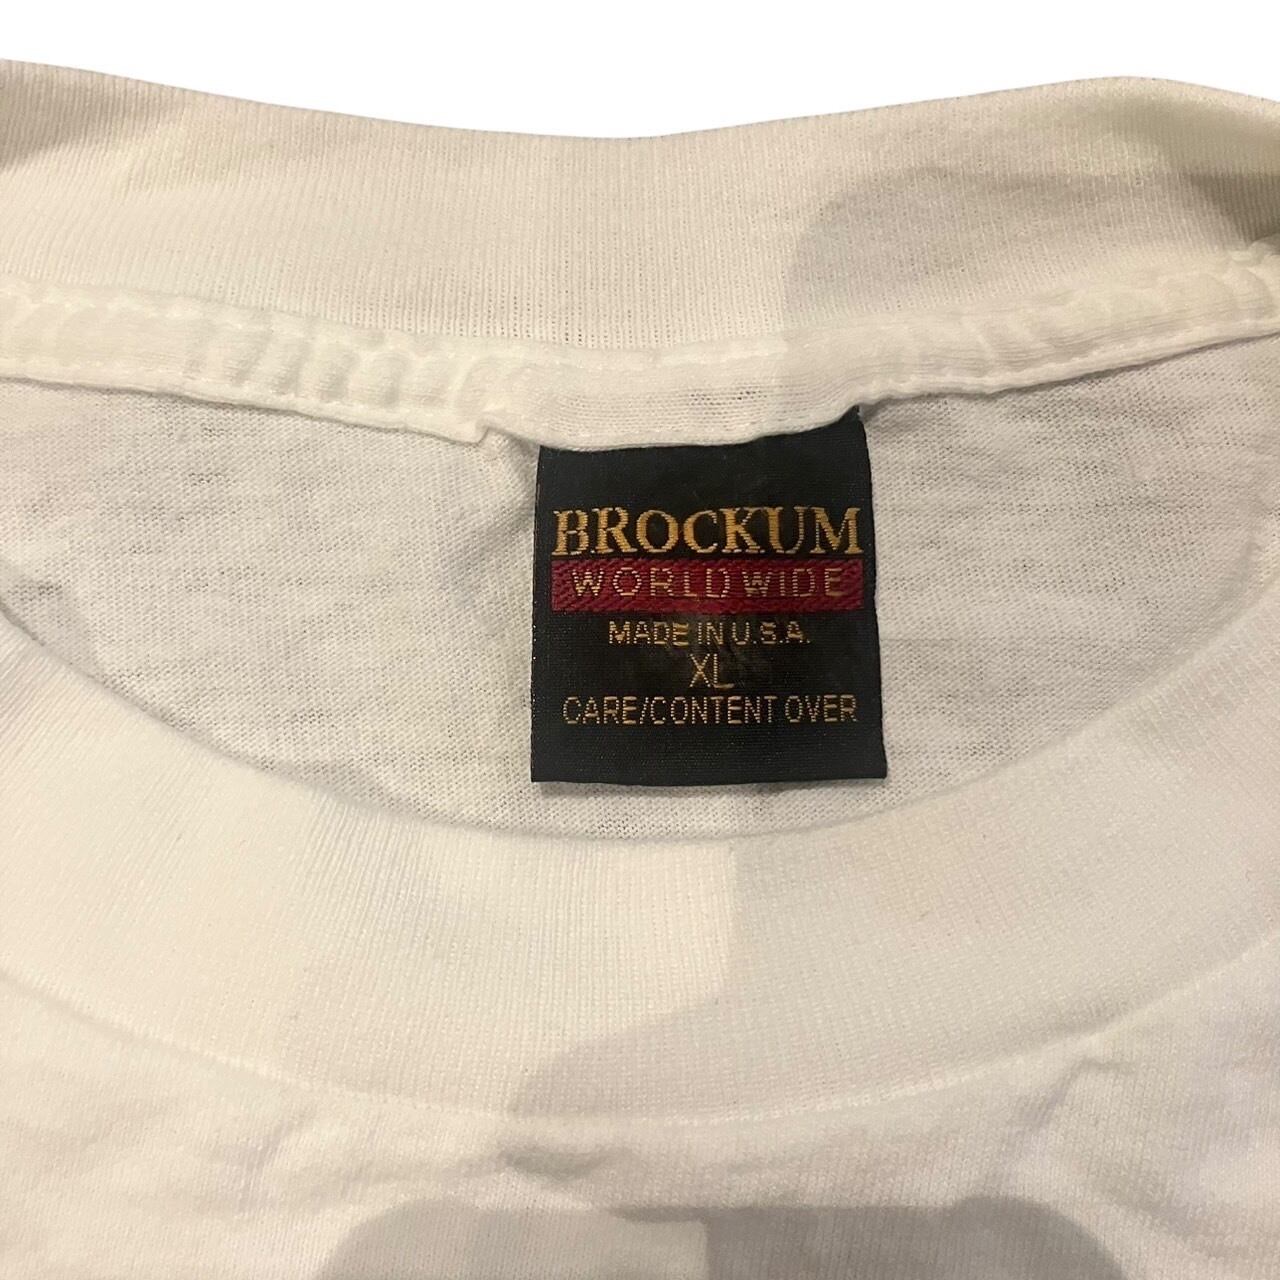 BROCKUM
WORLDWIDE
MADE IN U.S.A.
XL
CARE/CONTENT OVER